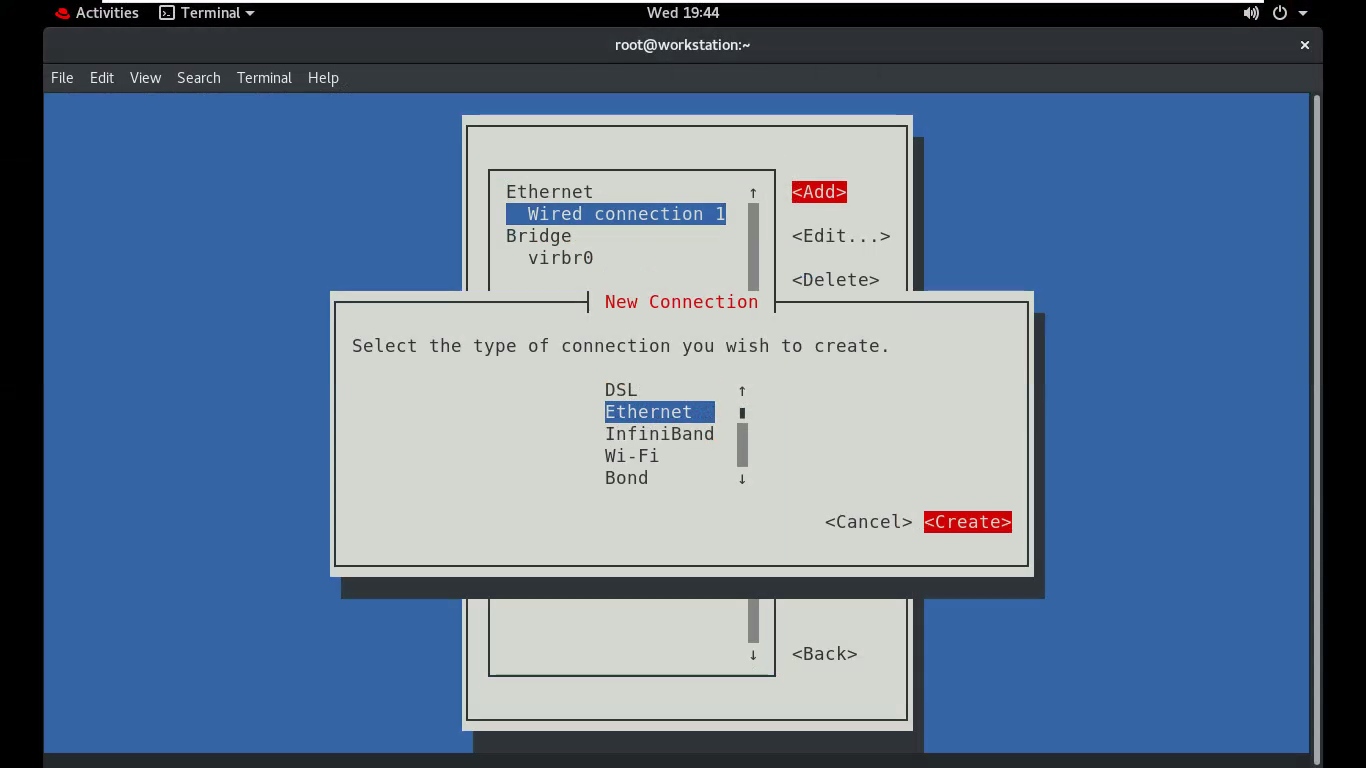 Activities Terminal Wed 19:44
root@workstation:~ ×
File Edit View Search Terminal Help
Ethernet ↑ <Add>
Wired connection 1
Bridge <Edit...>
virbr0
<Delete>
New Connection
Select the type of connection you wish to create.
DSL ↑
Ethernet
InfiniBand
Wi-Fi
Bond ↓
<Cancel> <Create>
↓ <Back>